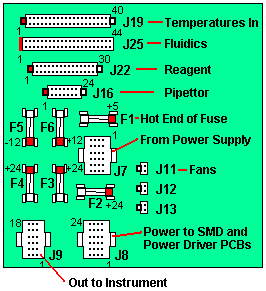 40
J19 Temperatures In
1
44
J25 Fluidics
1
30
J22 Reagent
1
24
J16 Pipettor
1
+5
F1-Hot End of Fuse
F5 F6
-12 +12
1
From Power Supply
J7
+24 +24
F4 F3
J11 Fans
F2
+24
J12
J13
18
24
Power to SMD and
Power Driver PCBs
J9
J8
1
1
Out to Instrument